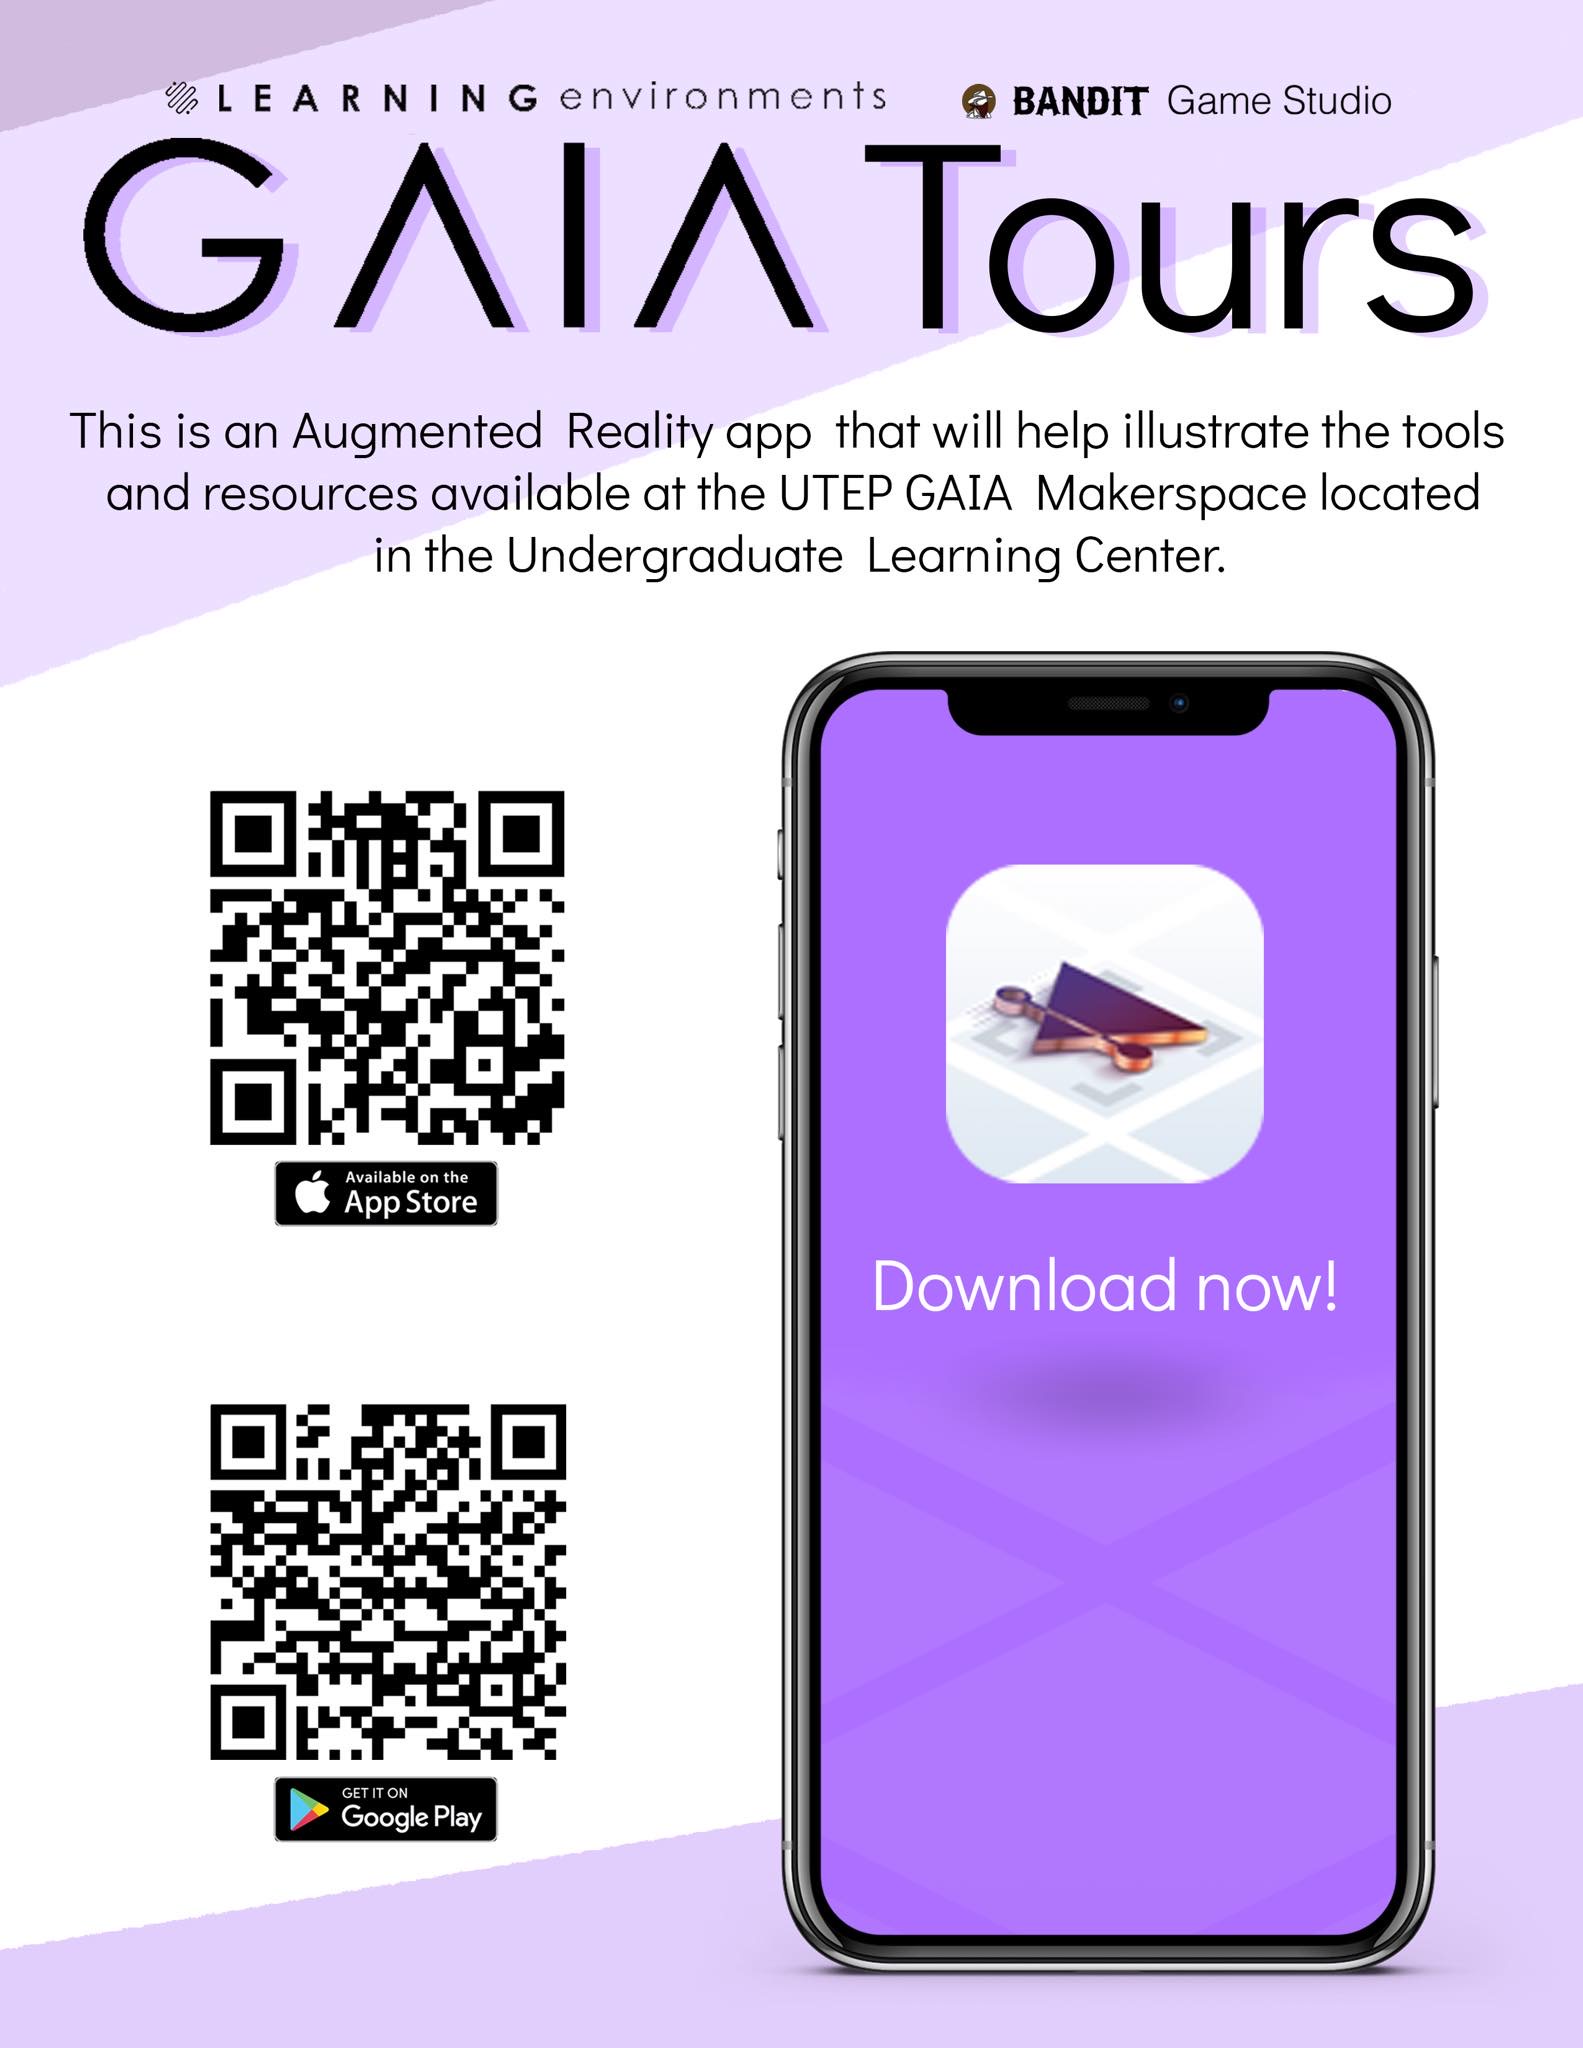 LEARNING environments
BANDIT Game Studio
GAIA Tours
This is an Augmented Reality app that will help illustrate the tools
and resources available at the UTEP GAIA Makerspace located
in the Undergraduate Learning Center.
Available on the
App Store
Download now!
GET IT ON
Google Play